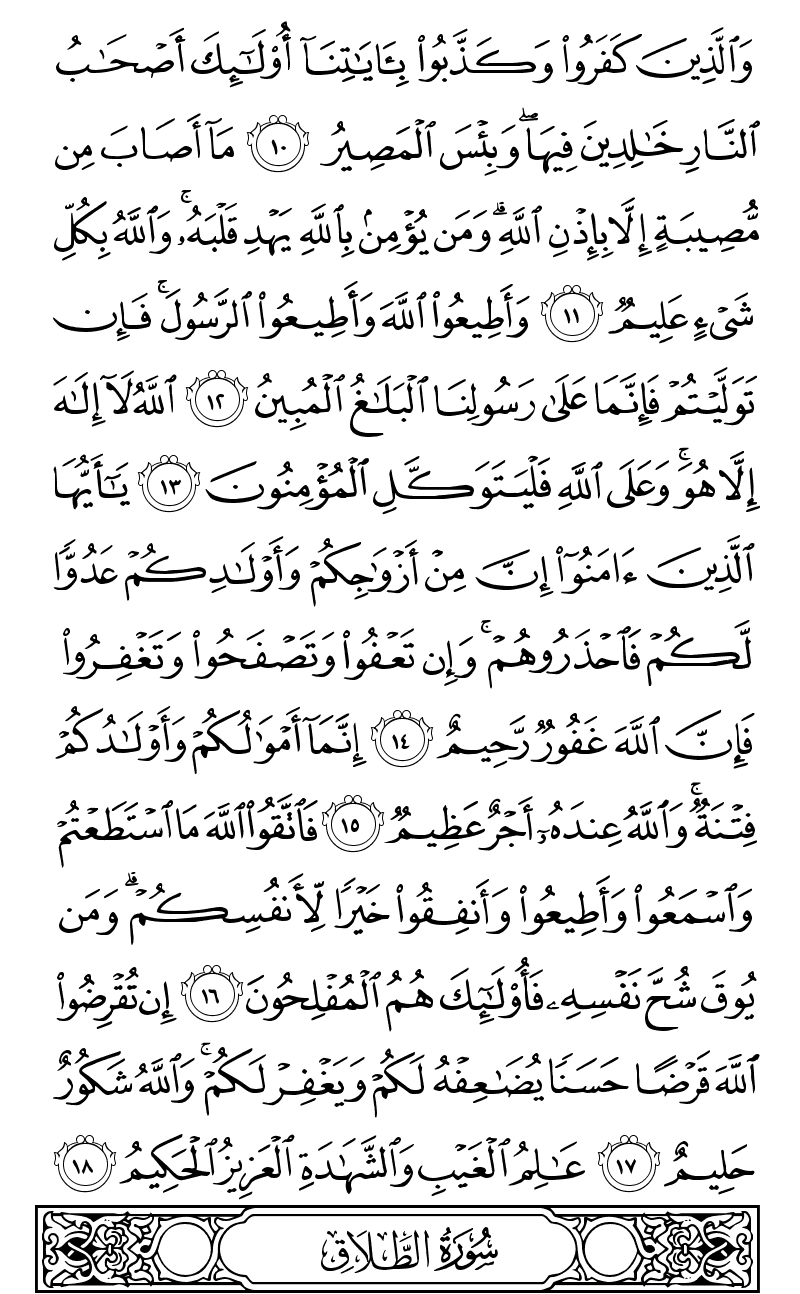 وَٱلَّذِينَ كَفَرُواْ وَكَذَّبُواْ بِـَٔايَٰتِنَآ أُوْلَٰٓئِكَ أَصۡحَٰبُ
ٱلنَّارِ خَٰلِدِينَ فِيهَاۖ وَبِئۡسَ ٱلۡمَصِيرُ ١٠ مَآ أَصَابَ مِن
مُّصِيبَةٍ إِلَّا بِإِذۡنِ ٱللَّهِۗ وَمَن يُؤۡمِنۢ بِٱللَّهِ يَهۡدِ قَلۡبَهُۥۚ وَٱللَّهُ بِكُلِّ
شَيۡءٍ عَلِيمٞ ١١ وَأَطِيعُواْ ٱللَّهَ وَأَطِيعُواْ ٱلرَّسُولَۚ فَإِن
تَوَلَّيۡتُمۡ فَإِنَّمَا عَلَىٰ رَسُولِنَا ٱلۡبَلَٰغُ ٱلۡمُبِينُ ١٢ ٱللَّهُ لَآ إِلَٰهَ
إِلَّا هُوَۚ وَعَلَى ٱللَّهِ فَلۡيَتَوَكَّلِ ٱلۡمُؤۡمِنُونَ ١٣ يَٰٓأَيُّهَا
ٱلَّذِينَ ءَامَنُوٓاْ إِنَّ مِنۡ أَزۡوَٰجِكُمۡ وَأَوۡلَٰدِكُمۡ عَدُوّٗا
لَّكُمۡ فَٱحۡذَرُوهُمۡۚ وَإِن تَعۡفُواْ وَتَصۡفَحُواْ وَتَغۡفِرُواْ
فَإِنَّ ٱللَّهَ غَفُورٞ رَّحِيمٌ ١٤ إِنَّمَآ أَمۡوَٰلُكُمۡ وَأَوۡلَٰدُكُمۡ
فِتۡنَةٞۚ وَٱللَّهُ عِندَهُۥٓ أَجۡرٌ عَظِيمٞ ١٥ فَٱتَّقُواْ ٱللَّهَ مَا ٱسۡتَطَعۡتُمۡ
وَٱسۡمَعُواْ وَأَطِيعُواْ وَأَنفِقُواْ خَيۡرٗا لِّأَنفُسِكُمۡۗ وَمَن
يُوقَ شُحَّ نَفۡسِهِۦ فَأُوْلَٰٓئِكَ هُمُ ٱلۡمُفۡلِحُونَ ١٦ إِن تُقۡرِضُواْ
ٱللَّهَ قَرۡضًا حَسَنٗا يُضَٰعِفۡهُ لَكُمۡ وَيَغۡفِرۡ لَكُمۡۚ وَٱللَّهُ شَكُورٌ
حَلِيمٌ ١٧ عَٰلِمُ ٱلۡغَيۡبِ وَٱلشَّهَٰدَةِ ٱلۡعَزِيزُ ٱلۡحَكِيمُ ١٨
سُورَةُ الطَّلَاقِ